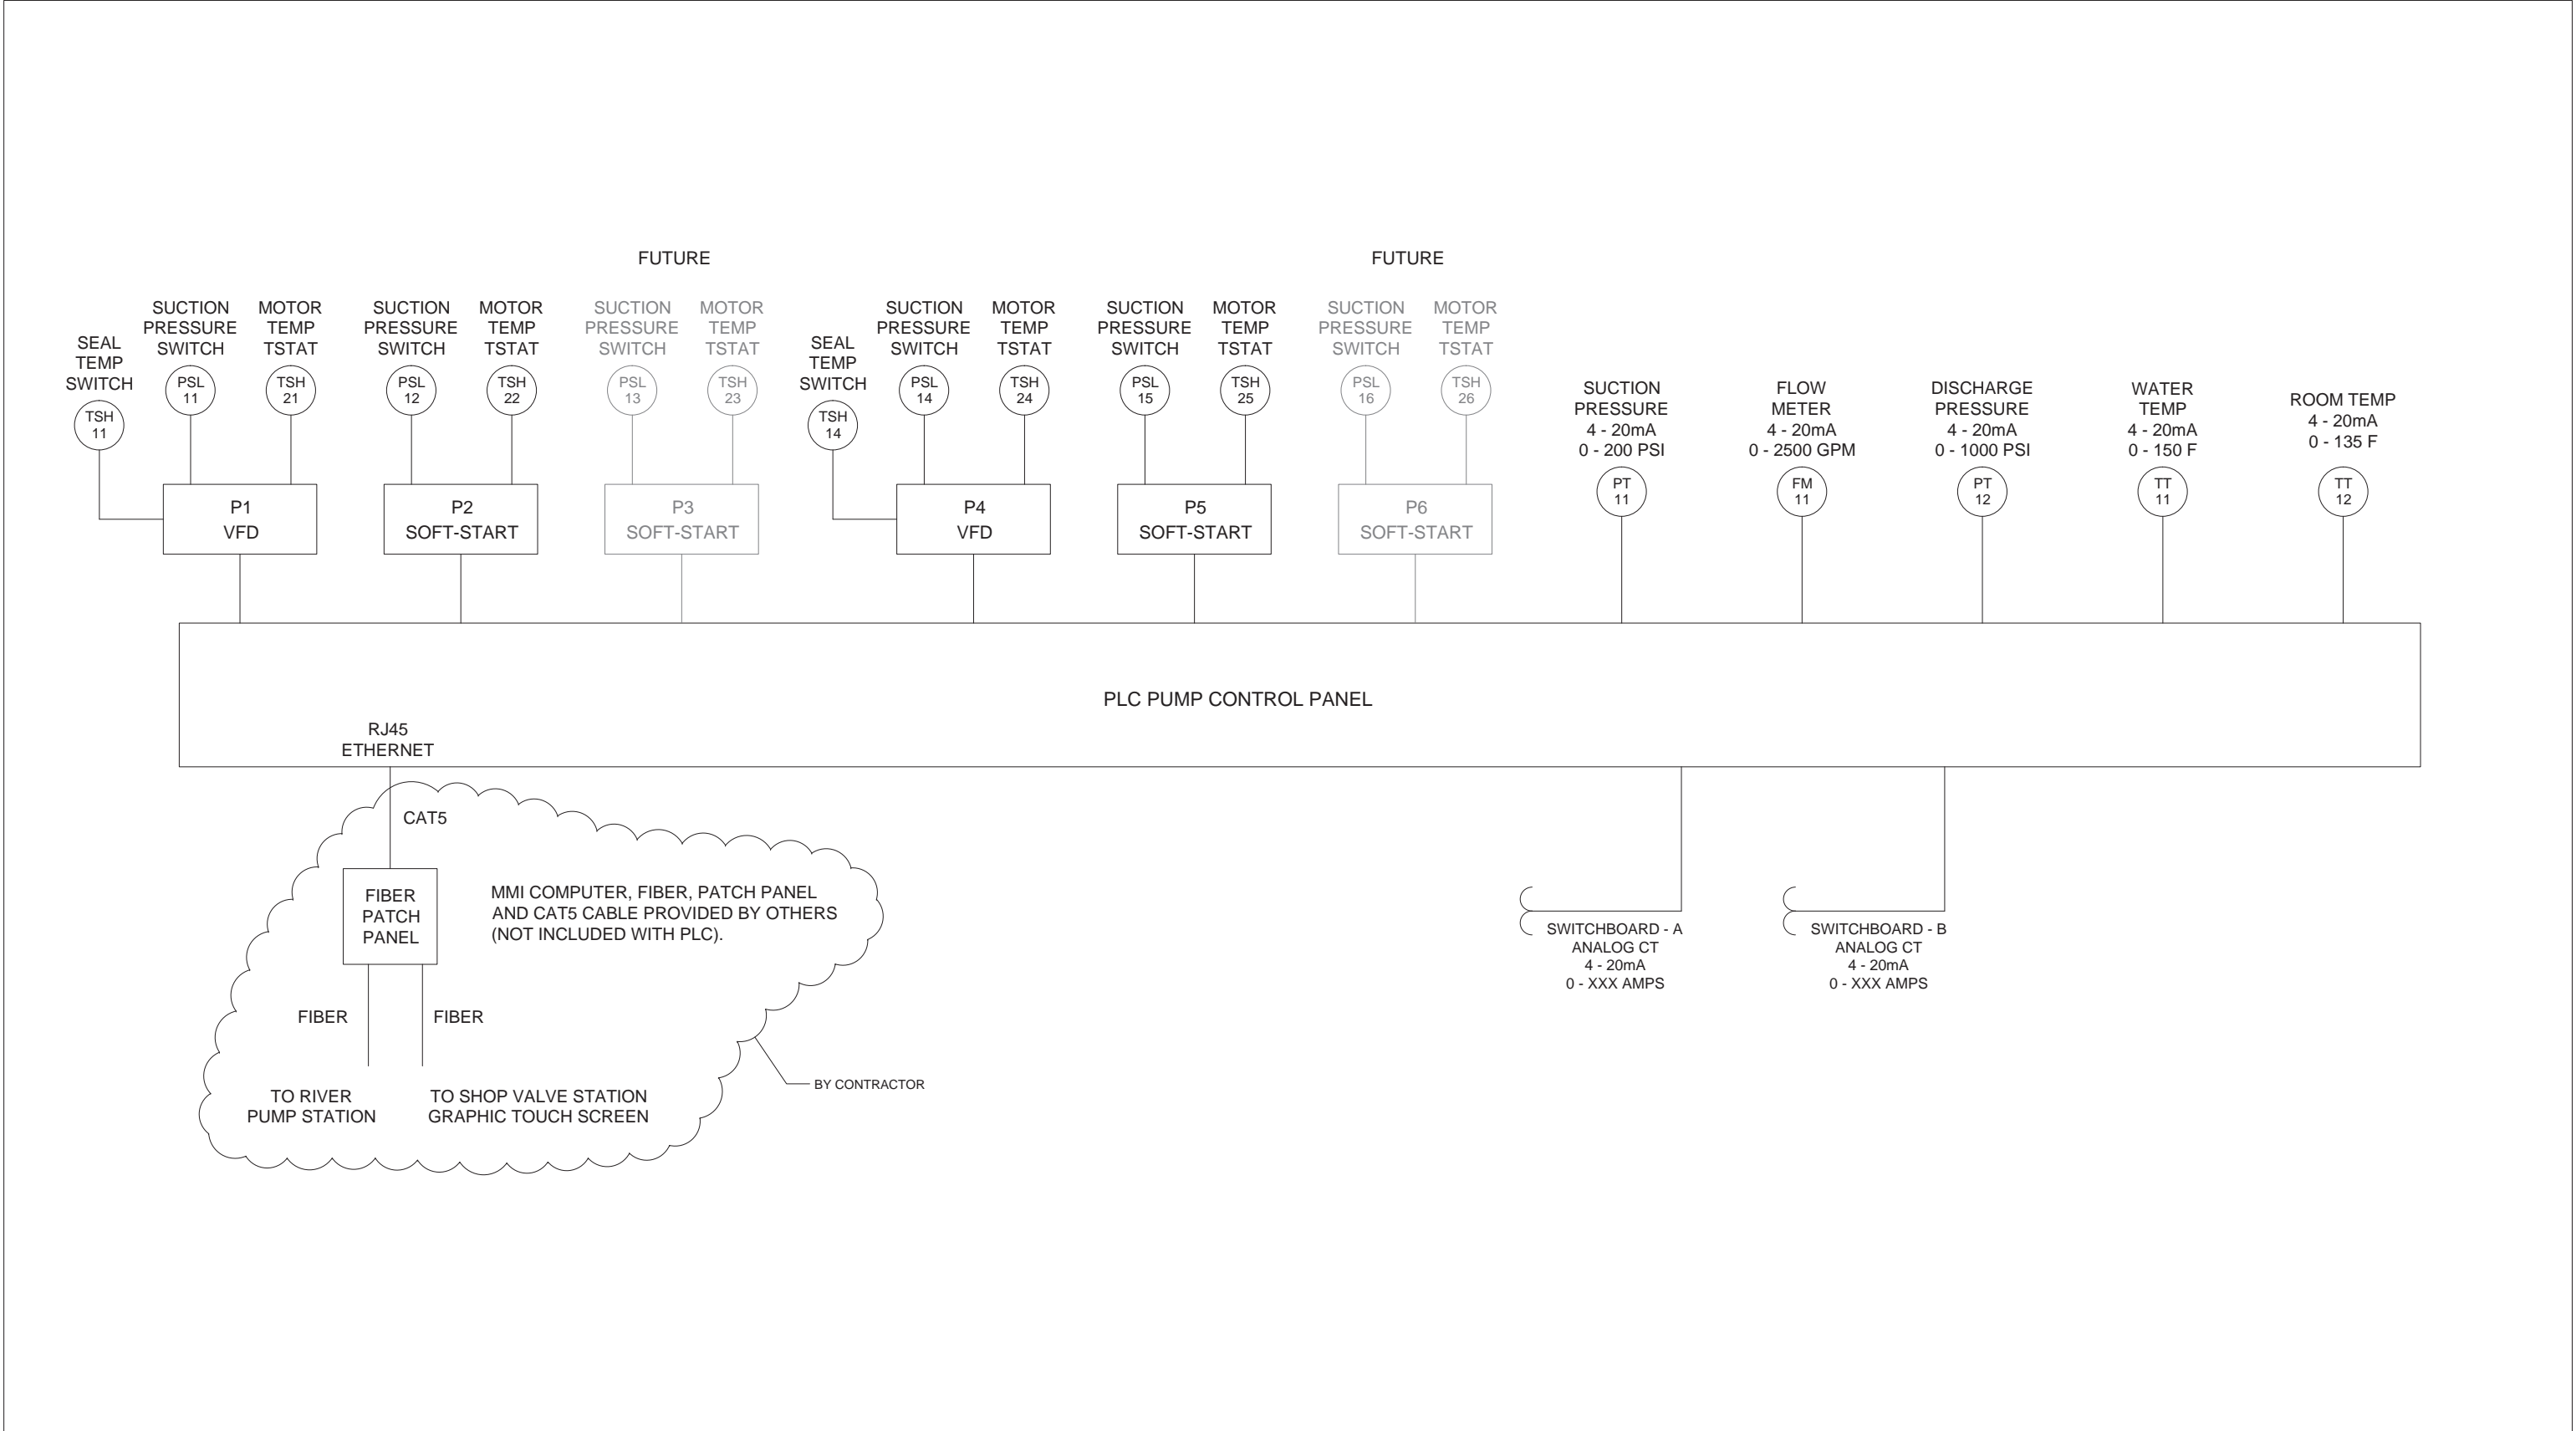 FUTURE
FUTURE
SEAL
TEMP
SWITCH
TSH
11
SUCTION
PRESSURE
SWITCH
PSL
11
MOTOR
TEMP
TSTAT
TSH
21
P1
VFD
SUCTION
PRESSURE
SWITCH
PSL
12
MOTOR
TEMP
TSTAT
TSH
22
P2
SOFT-START
SUCTION
PRESSURE
SWITCH
PSL
13
MOTOR
TEMP
TSTAT
TSH
23
P3
SOFT-START
SEAL
TEMP
SWITCH
TSH
14
SUCTION
PRESSURE
SWITCH
PSL
14
MOTOR
TEMP
TSTAT
TSH
24
P4
VFD
SUCTION
PRESSURE
SWITCH
PSL
15
MOTOR
TEMP
TSTAT
TSH
25
P5
SOFT-START
SUCTION
PRESSURE
SWITCH
PSL
16
MOTOR
TEMP
TSTAT
TSH
26
P6
SOFT-START
SUCTION
PRESSURE
4 - 20mA
0 - 200 PSI
PT
11
FLOW
METER
4 - 20mA
0 - 2500 GPM
FM
11
DISCHARGE
PRESSURE
4 - 20mA
0 - 1000 PSI
PT
12
WATER
TEMP
4 - 20mA
0 - 150 F
TT
11
ROOM TEMP
4 - 20mA
0 - 135 F
TT
12
PLC PUMP CONTROL PANEL
RJ45
ETHERNET
CAT5
FIBER
PATCH
PANEL
MMI COMPUTER, FIBER, PATCH PANEL
AND CAT5 CABLE PROVIDED BY OTHERS
(NOT INCLUDED WITH PLC).
FIBER
FIBER
TO RIVER
PUMP STATION
TO SHOP VALVE STATION
GRAPHIC TOUCH SCREEN
BY CONTRACTOR
SWITCHBOARD - A
ANALOG CT
4 - 20mA
0 - XXX AMPS
SWITCHBOARD - B
ANALOG CT
4 - 20mA
0 - XXX AMPS